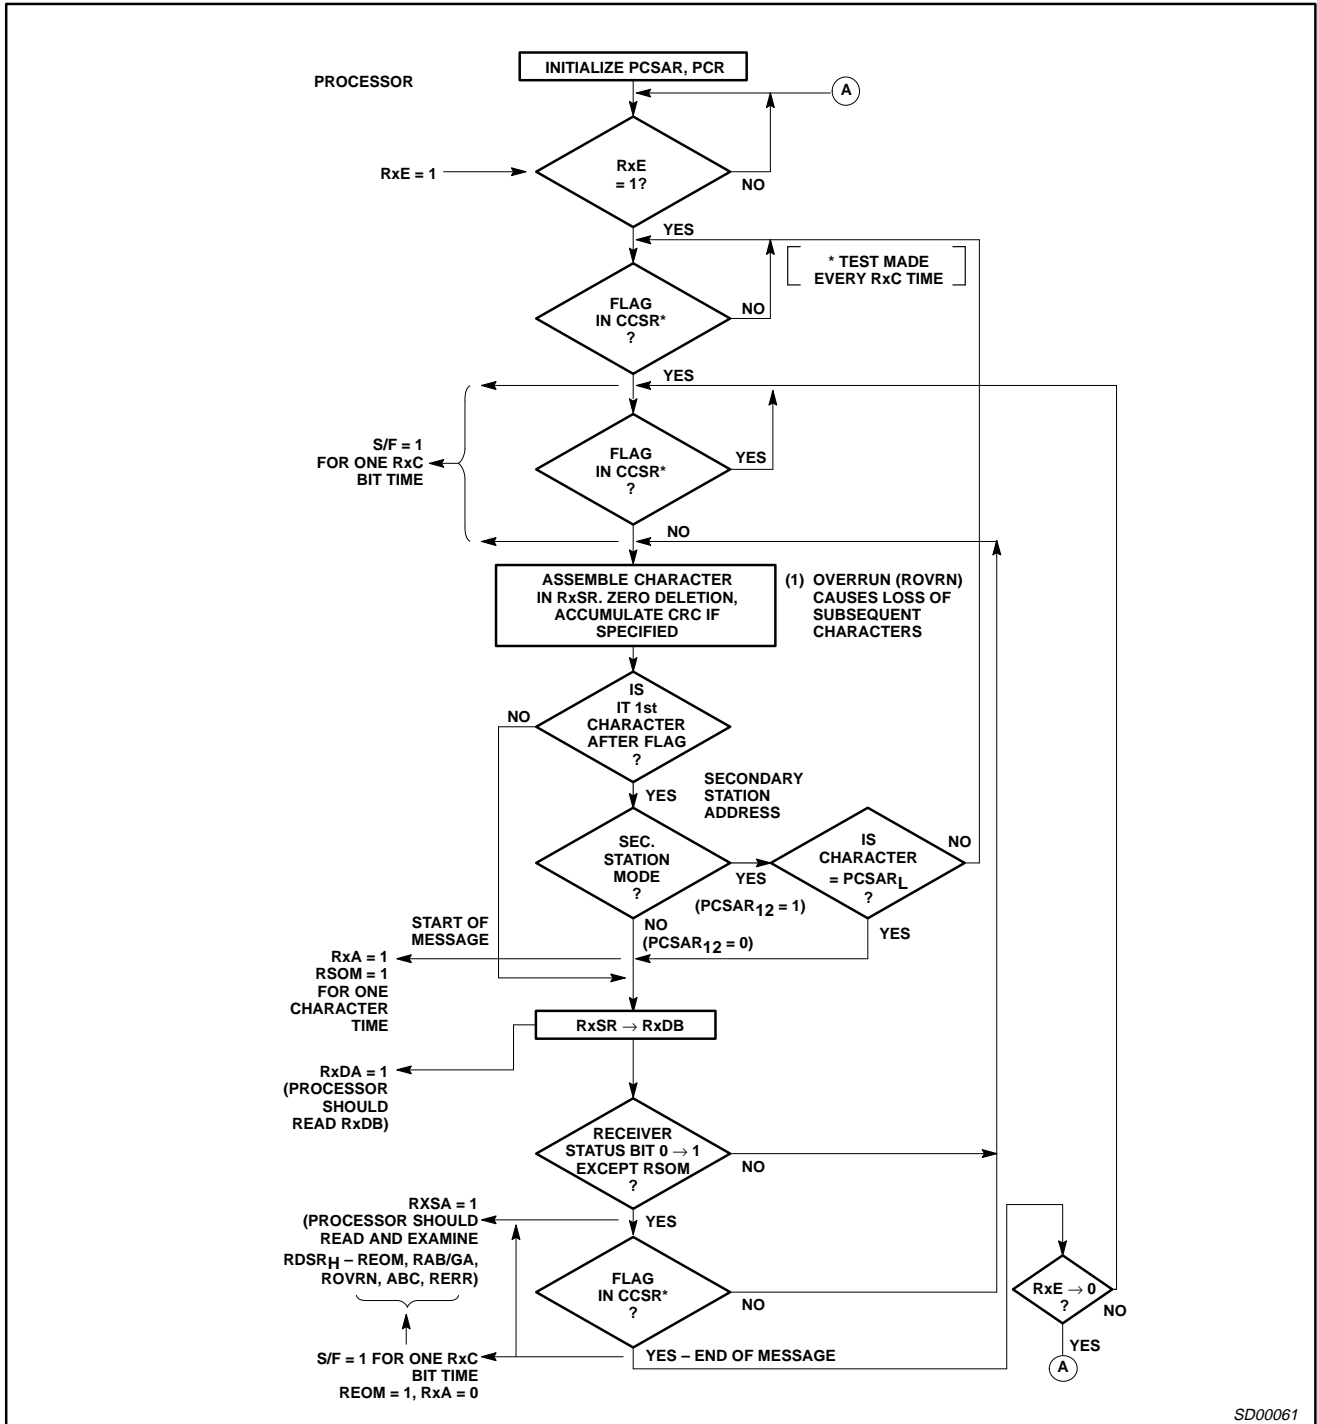 INITIALIZE PCSAR, PCR
PROCESSOR
A
RxE = 1
RxE
= 1?
NO
YES
* TEST MADE
EVERY RxC TIME
FLAG
IN CCSR*
?
NO
YES
S/F = 1
FOR ONE RxC
BIT TIME
FLAG
IN CCSR*
?
YES
NO
ASSEMBLE CHARACTER
IN RxSR. ZERO DELETION,
ACCUMULATE CRC IF
SPECIFIED
(1) OVERRUN (ROVRN)
CAUSES LOSS OF
SUBSEQUENT
CHARACTERS
IS
IT 1st
CHARACTER
AFTER FLAG
?
NO
YES
SECONDARY
STATION
ADDRESS
SEC.
STATION
MODE
?
YES
(PCSAR12 = 1)
IS
CHARACTER
= PCSARL
?
NO
YES
NO
(PCSAR12 = 0)
START OF
MESSAGE
RxA = 1
RSOM = 1
FOR ONE
CHARACTER
TIME
RxSR → RxDB
RxDA = 1
(PROCESSOR
SHOULD
READ RxDB)
RECEIVER
STATUS BIT 0 → 1
EXCEPT RSOM
?
NO
YES
RXSA = 1
(PROCESSOR SHOULD
READ AND EXAMINE
RDSRH – REOM, RAB/GA,
ROVRN, ABC, RERR)
FLAG
IN CCSR*
?
NO
RxE → 0
?
NO
YES
A
YES – END OF MESSAGE
S/F = 1 FOR ONE RxC
BIT TIME
REOM = 1, RxA = 0
SD00061